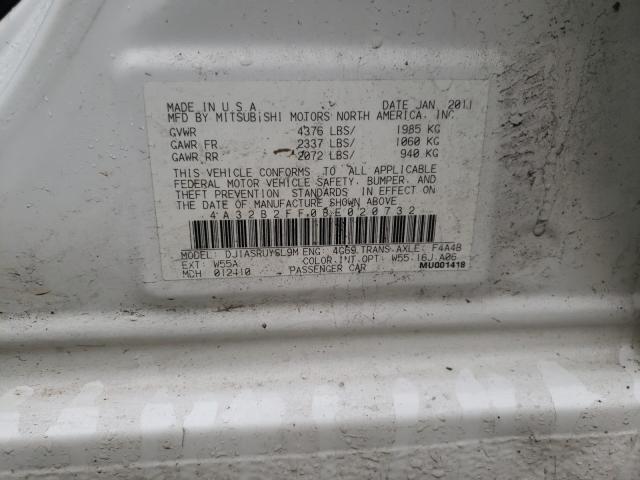 MADE IN U.S.A DATE JAN 2011
MFD BY MITSUBISHI MOTORS NORTH AMERICA, INC
GVWR 4376 LBS/ 1985 KG
GAWR FR 2337 LBS/ 1060 KG
GAWR RR 2072 LBS/ 940 KG
THIS VEHICLE CONFORMS TO ALL APPLICABLE
FEDERAL MOTOR VEHICLE SAFETY, BUMPER, AND
THEFT PREVENTION STANDARDS IN EFFECT ON
THE DATE OF MANUFACTURE SHOWN ABOVE
4A32B2FF0BE020732
MODEL: ENG: 4G69 TRANS AXLE: F4A4B
EXT: W55A COLOR.INT.OPT: W55 16J A06
MDH 012410 PASSENGER CAR MU001418